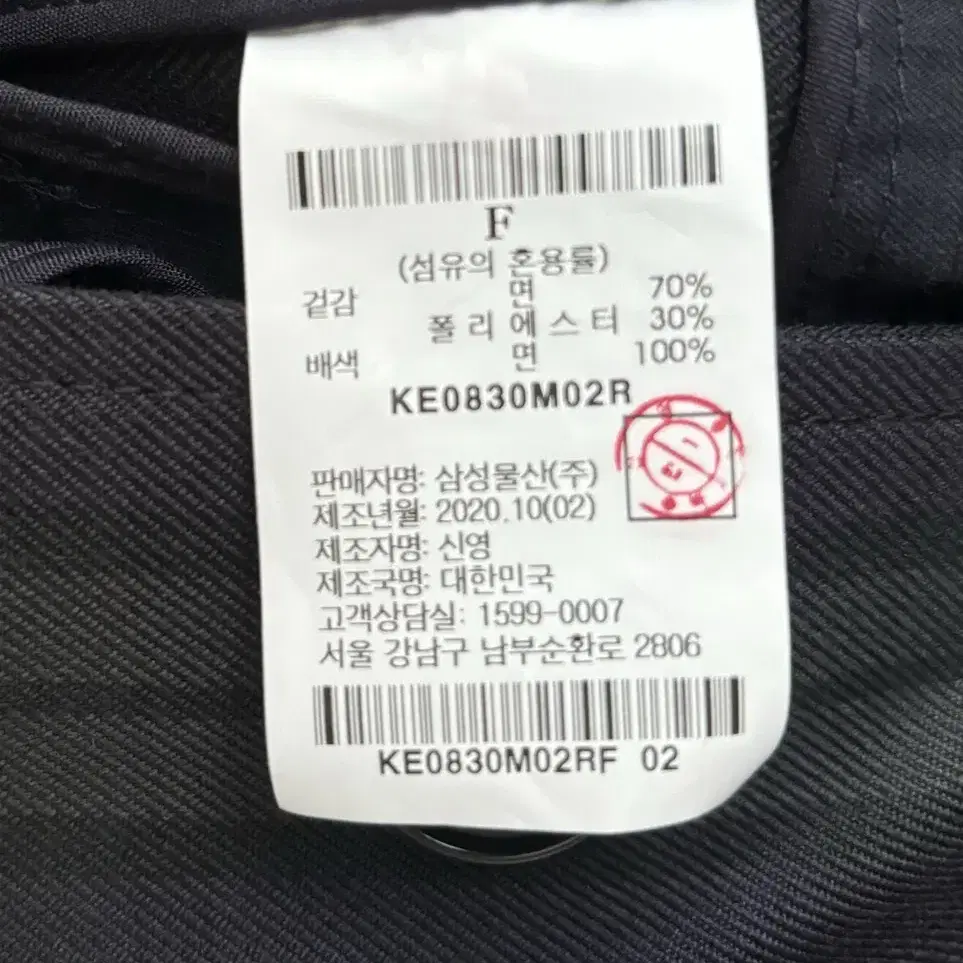 F
(섬유의 혼용률)
겉감 면 70%
폴리에스터 30%
배색 면 100%
KE0830M02R
판매자명: 삼성물산(주)
제조년월: 2020.10(02)
제조자명: 신영
제조국명: 대한민국
고객상담실: 1599-0007
서울 강남구 남부순환로 2806
KE0830M02RF 02